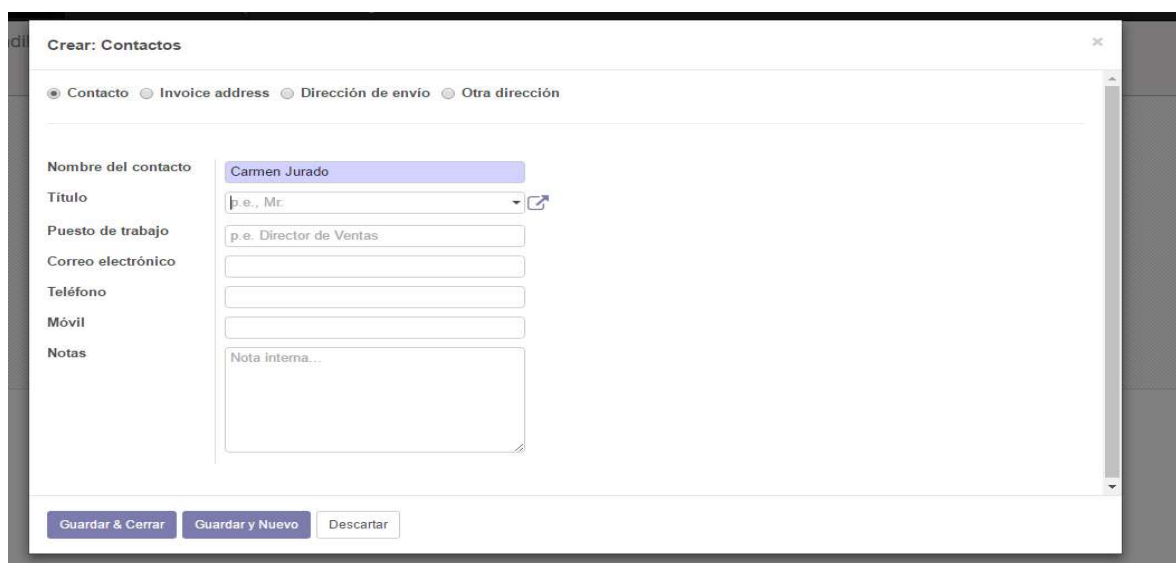 Crear: Contactos
×
Contacto Invoice address Dirección de envío Otra dirección
Nombre del contacto Carmen Jurado
Título p.e., Mr.
Puesto de trabajo p.e. Director de Ventas
Correo electrónico
Teléfono
Móvil
Notas Nota interna...
Guardar & Cerrar Guardar y Nuevo Descartar